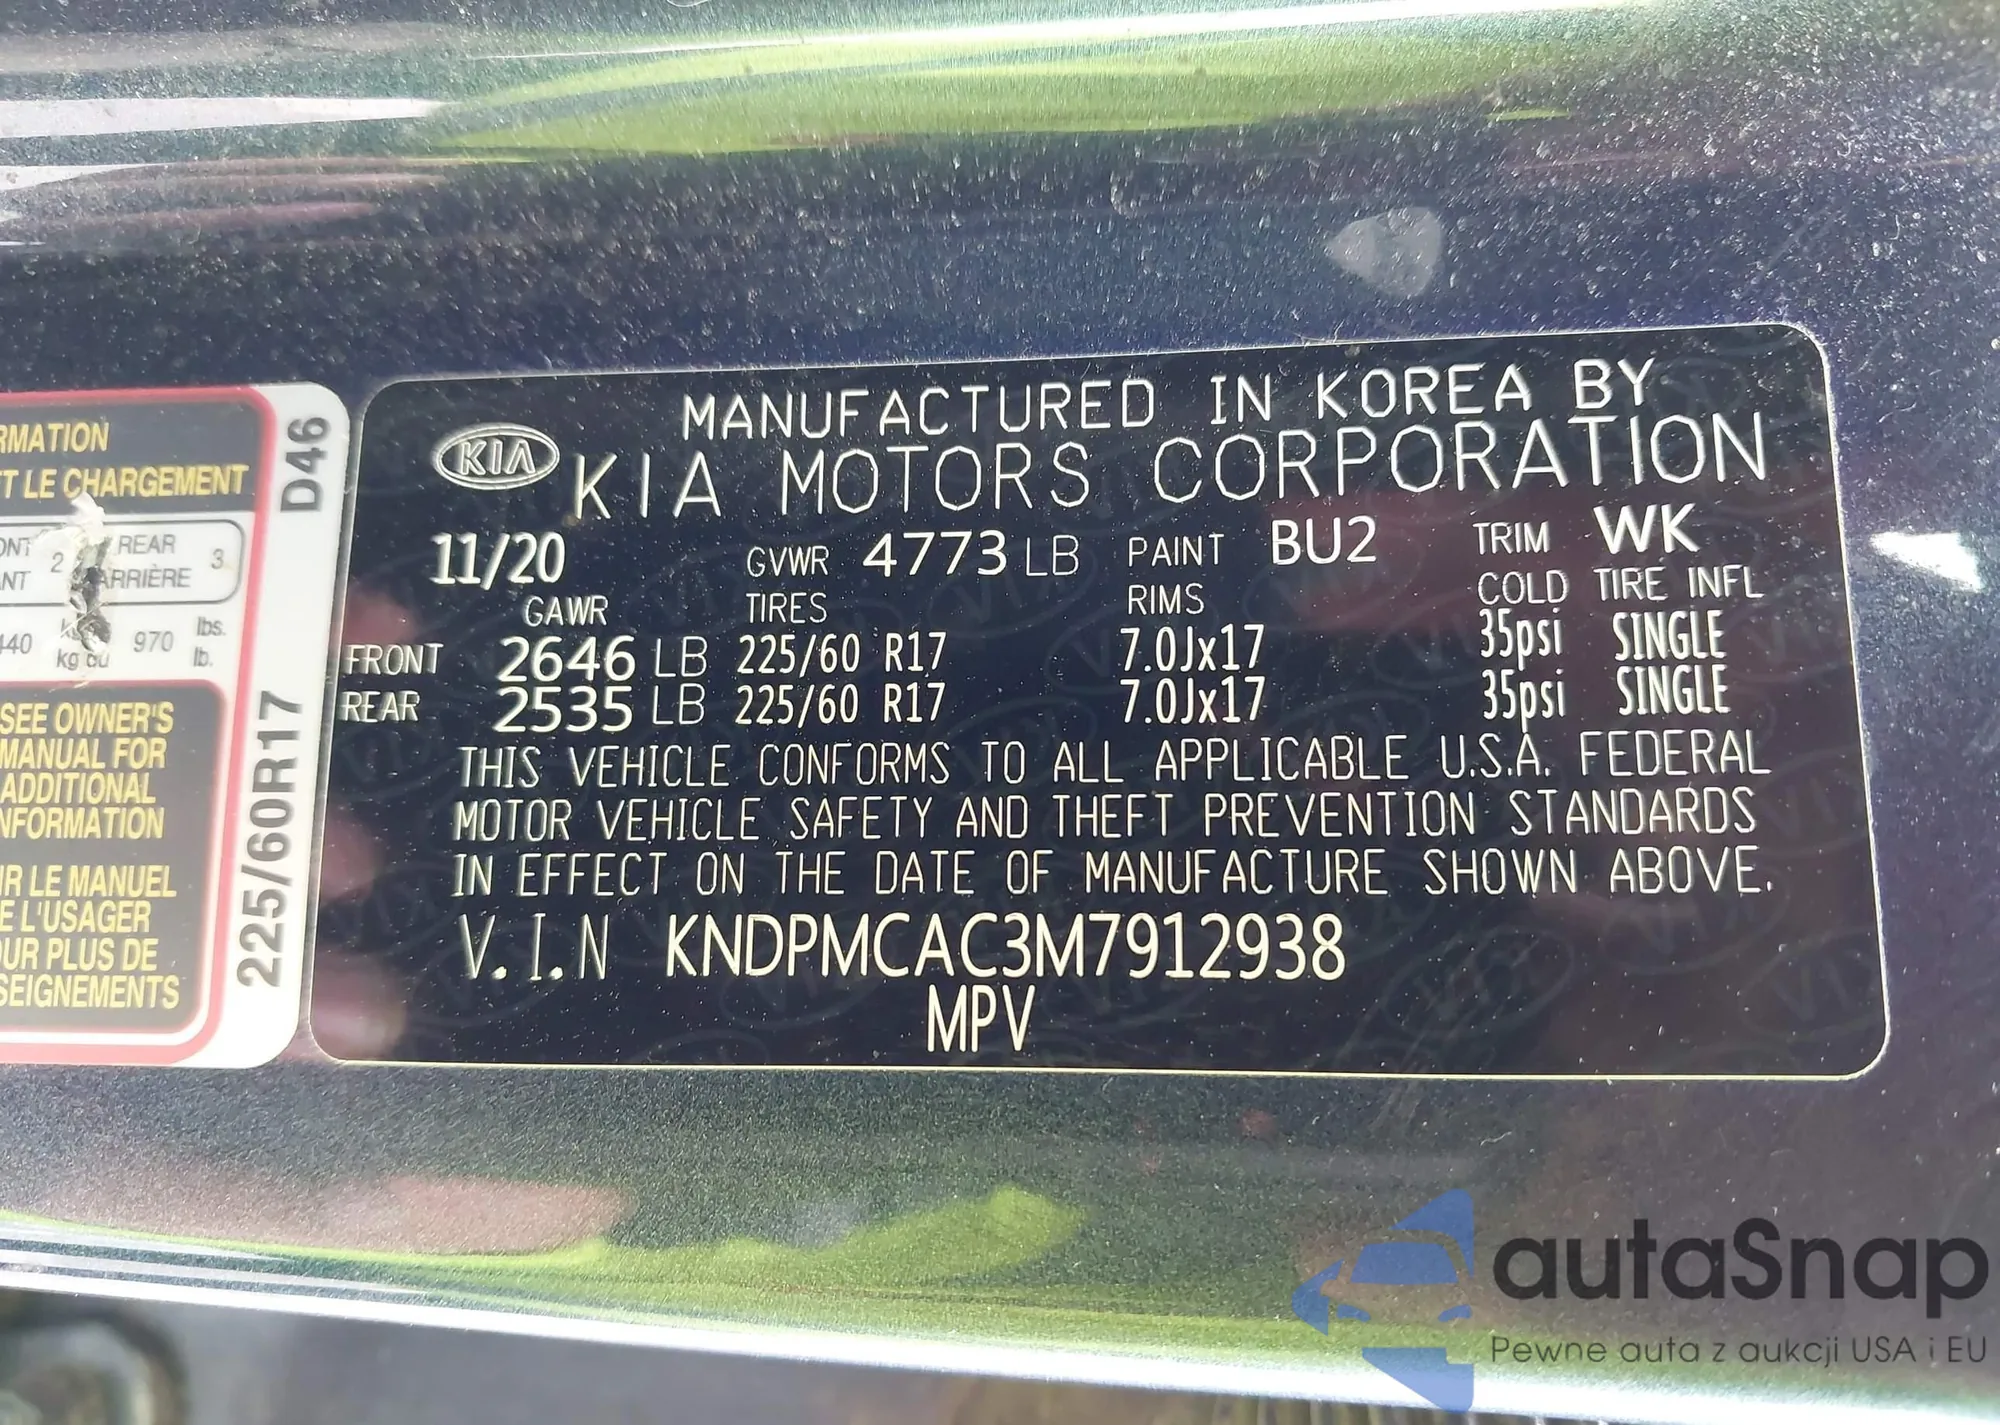 RMATION
T LE CHARGEMENT
2 REAR 3
ANT ARRIÈRE
kg ou 970 lbs.
lb.
SEE OWNER'S
MANUAL FOR
ADDITIONAL
NFORMATION
R LE MANUEL
E L'USAGER
UR PLUS DE
SEIGNEMENTS
D46
225/60R17
MANUFACTURED IN KOREA BY
KIA KIA MOTORS CORPORATION
11/20 GVWR 4773 LB PAINT BU2 TRIM WK
GAWR TIRES RIMS COLD TIRE INFL
FRONT 2646 LB 225/60 R17 7.0Jx17 35psi SINGLE
REAR 2535 LB 225/60 R17 7.0Jx17 35psi SINGLE
THIS VEHICLE CONFORMS TO ALL APPLICABLE U.S.A. FEDERAL
MOTOR VEHICLE SAFETY AND THEFT PREVENTION STANDARDS
IN EFFECT ON THE DATE OF MANUFACTURE SHOWN ABOVE.
V.I.N KNDPMCAC3M7912938
MPV
autaSnap
Pewne auta z aukcji USA i EU